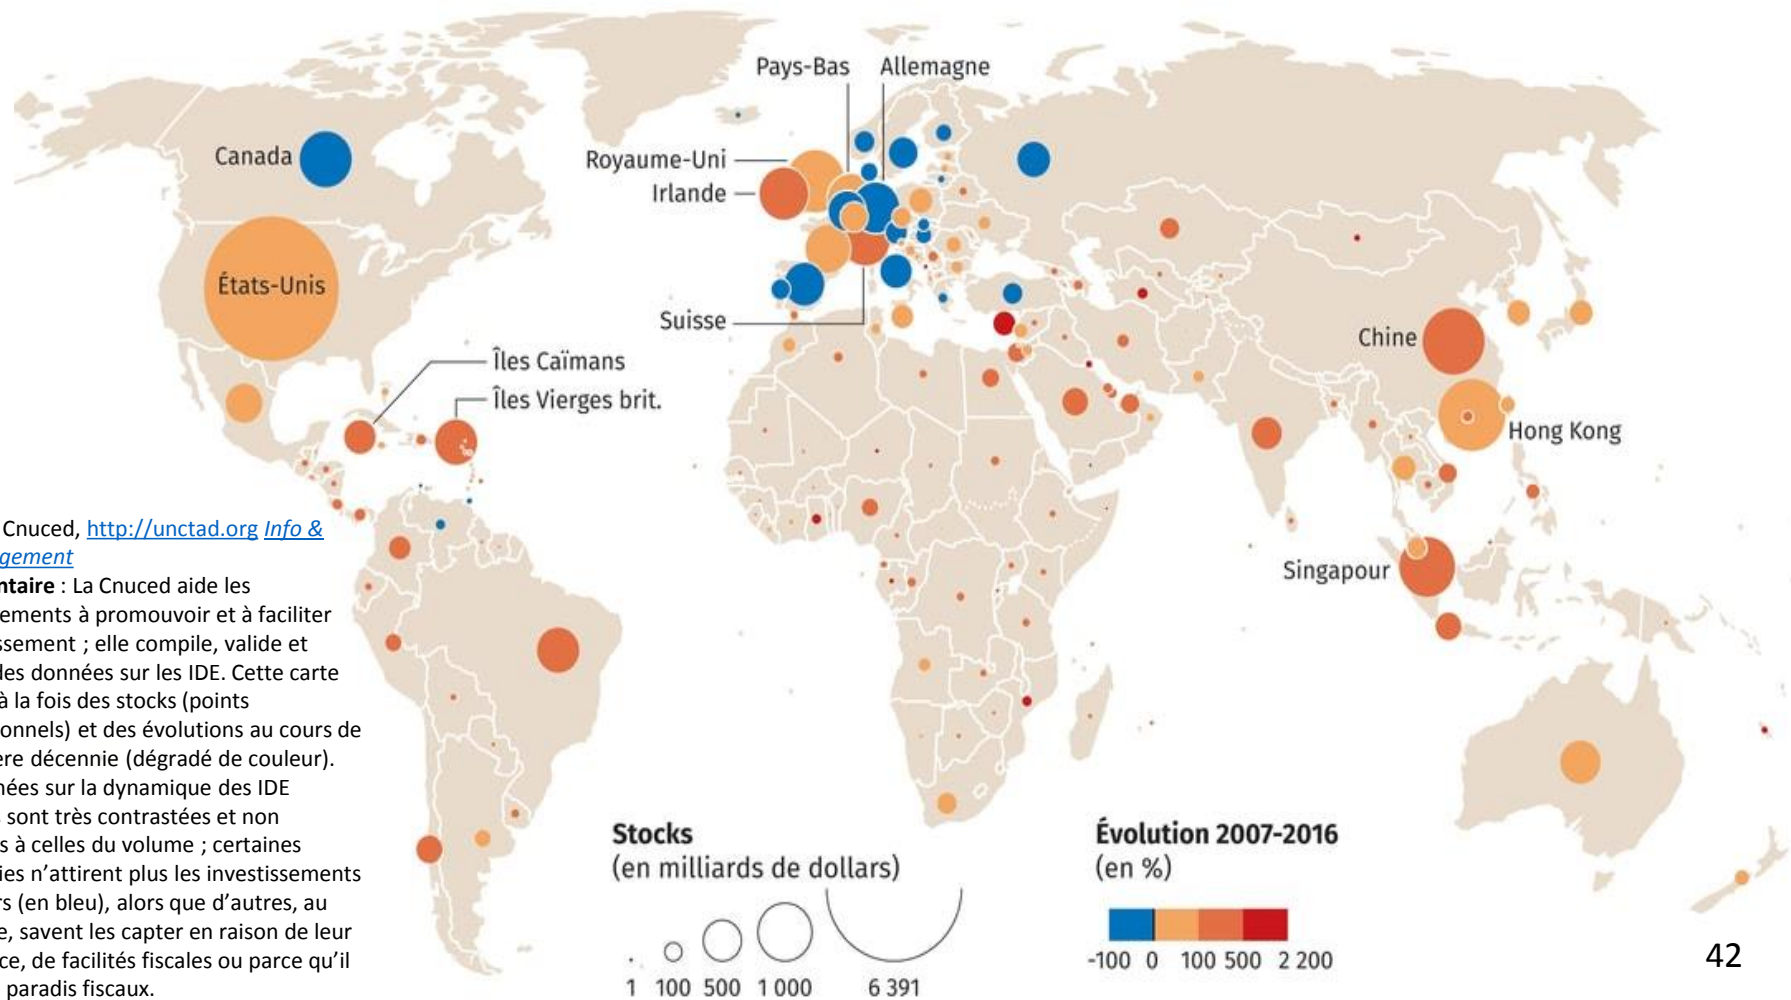 Pays-Bas
Allemagne
Canada
Royaume-Uni
Irlande
États-Unis
Suisse
Chine
Îles Caïmans
Îles Vierges brit.
Hong Kong
Singapour
Cnuced, http://unctad.org Info &
gement
ntaire : La Cnuced aide les
ements à promouvoir et à faciliter
ssement ; elle compile, valide et
des données sur les IDE. Cette carte
à la fois des stocks (points
onnels) et des évolutions au cours de
ère décennie (dégradé de couleur).
nées sur la dynamique des IDE
sont très contrastées et non
s à celles du volume ; certaines
ies n’attirent plus les investissements
rs (en bleu), alors que d’autres, au
e, savent les capter en raison de leur
ce, de facilités fiscales ou parce qu’il
paradis fiscaux.
Stocks
(en milliards de dollars)
1 100 500 1 000 6 391
Évolution 2007-2016
(en %)
-100 0 100 500 2 200
42